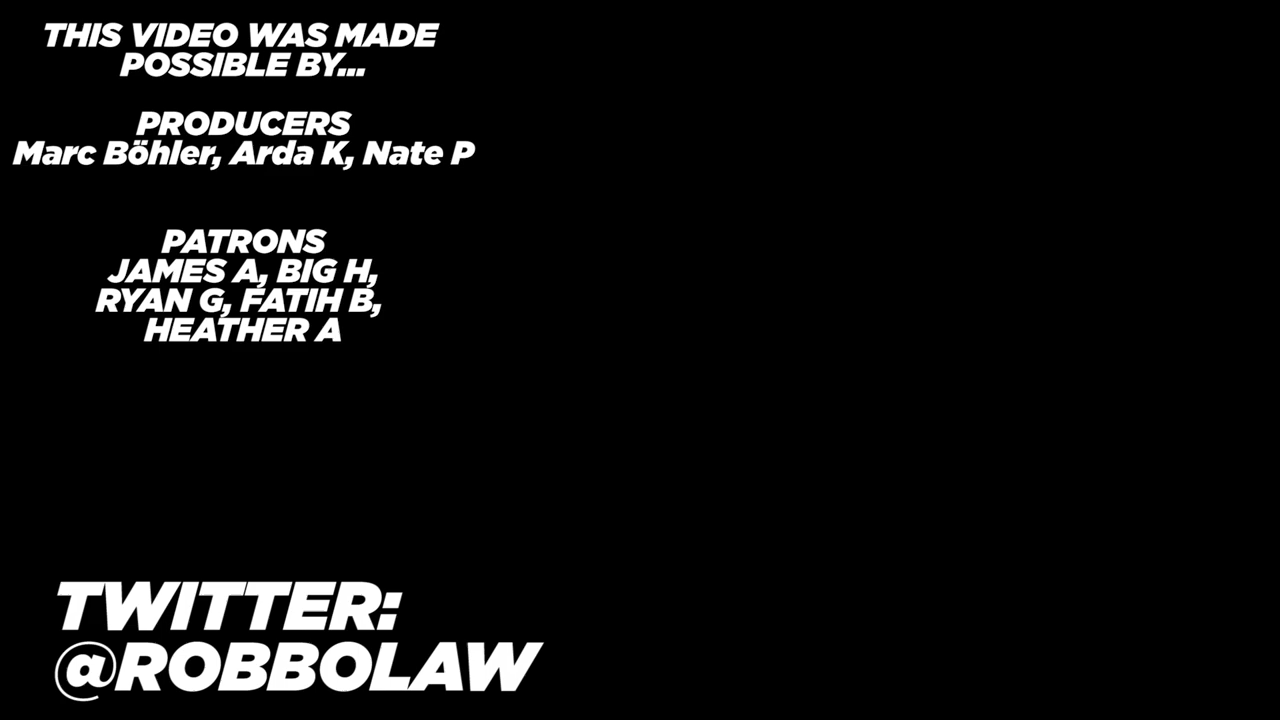 THIS VIDEO WAS MADE
POSSIBLE BY...
PRODUCERS
Marc Böhler, Arda K, Nate P
PATRONS
JAMES A, BIG H,
RYAN G, FATIH B,
HEATHER A
TWITTER:
@ROBBOLAW